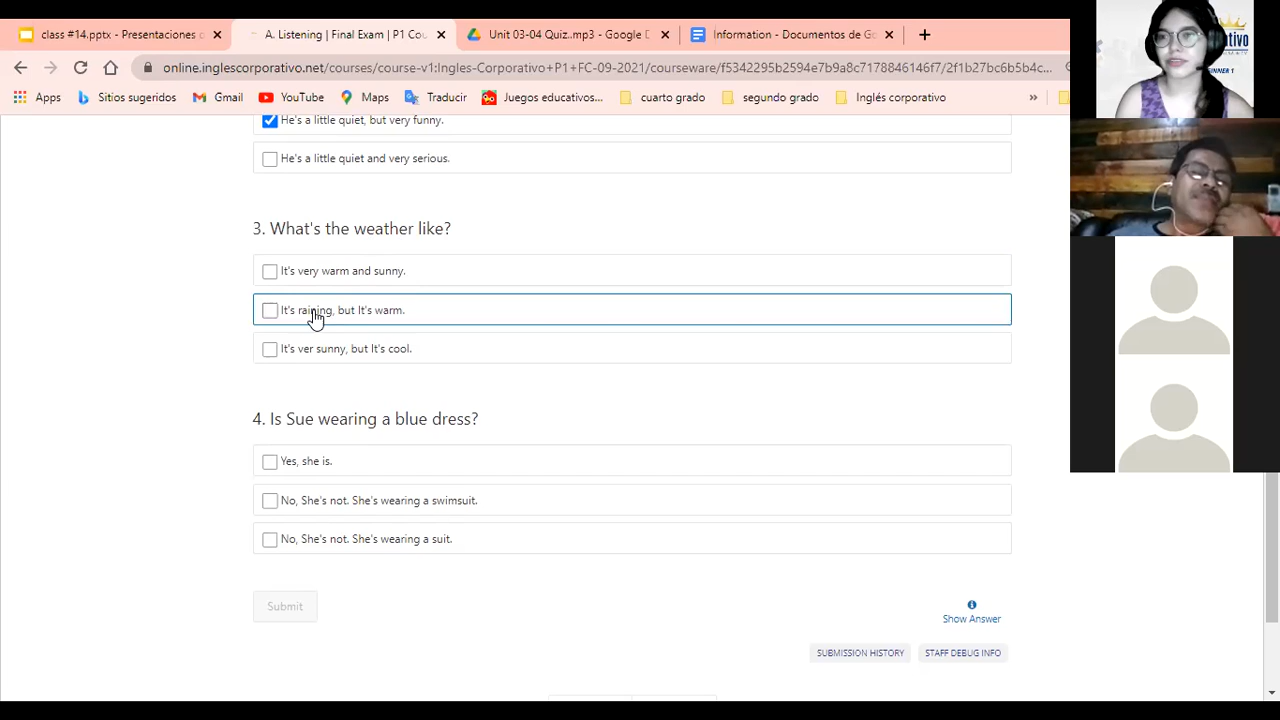 class #14.pptx - Presentaciones d
A. Listening | Final Exam | P1 Cou
Unit 03-04 Quiz..mp3 - Google D
Information - Documentos de Go
online.inglescorporativo.net/courses/course-v1:Ingles-Corporativo+P1+FC-09-2021/courseware/
Apps
Sitios sugeridos
Gmail
YouTube
Maps
Traducir
Juegos educativos...
cuarto grado
segundo grado
Inglés corporativo
He's a little quiet, but very funny.
He's a little quiet and very serious.
3. What's the weather like?
It's very warm and sunny.
It's raining, but It's warm.
It's ver sunny, but It's cool.
4. Is Sue wearing a blue dress?
Yes, she is.
No, She's not. She's wearing a swimsuit.
No, She's not. She's wearing a suit.
Submit
Show Answer
SUBMISSION HISTORY
STAFF DEBUG INFO